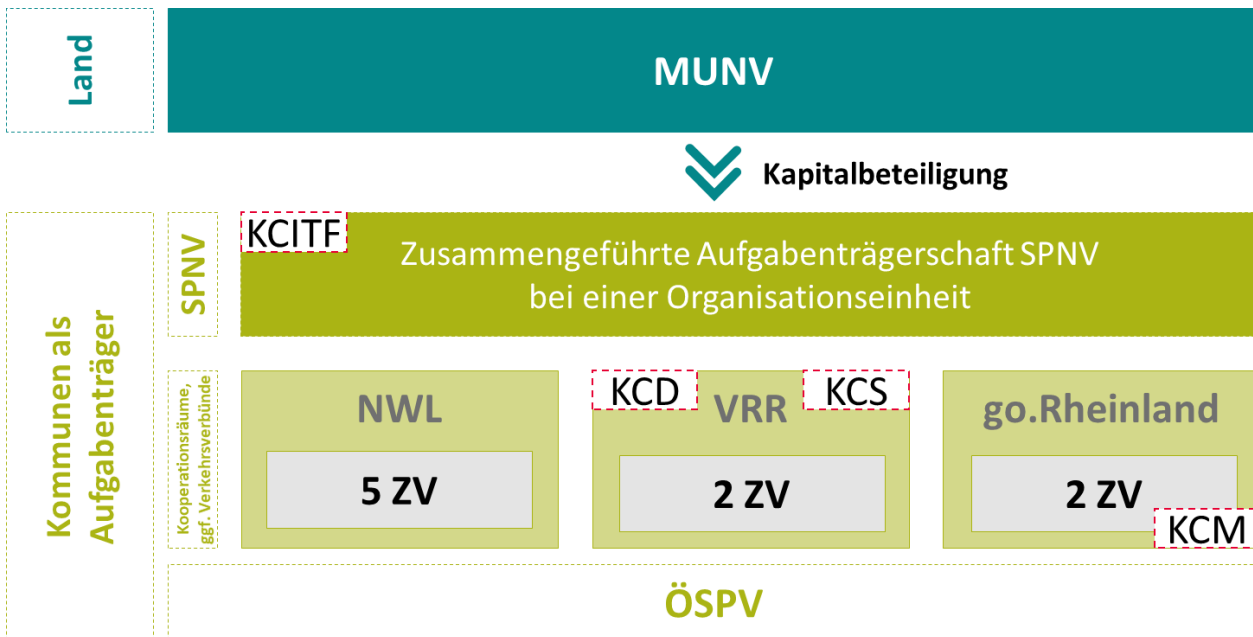 Land
MUNV
Kapitalbeteiligung
Kommunen als
Aufgabenträger
SPNV
KCITF
Zusammengeführte Aufgabenträgerschaft SPNV
bei einer Organisationseinheit
Kooperationsräume,
ggf. Verkehrsverbünde
NWL
5 ZV
KCD
VRR
KCS
2 ZV
go.Rheinland
2 ZV
KCM
ÖSPV